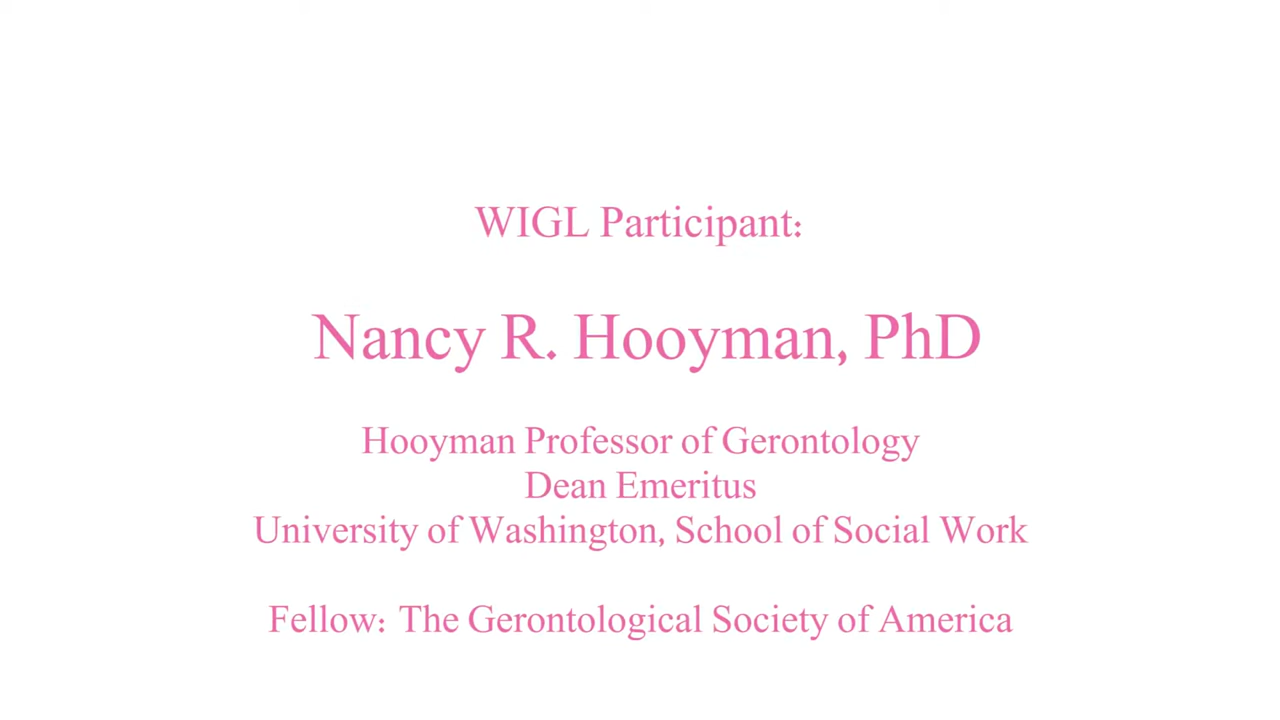 WIGL Participant:
Nancy R. Hooyman, PhD
Hooyman Professor of Gerontology
Dean Emeritus
University of Washington, School of Social Work
Fellow: The Gerontological Society of America